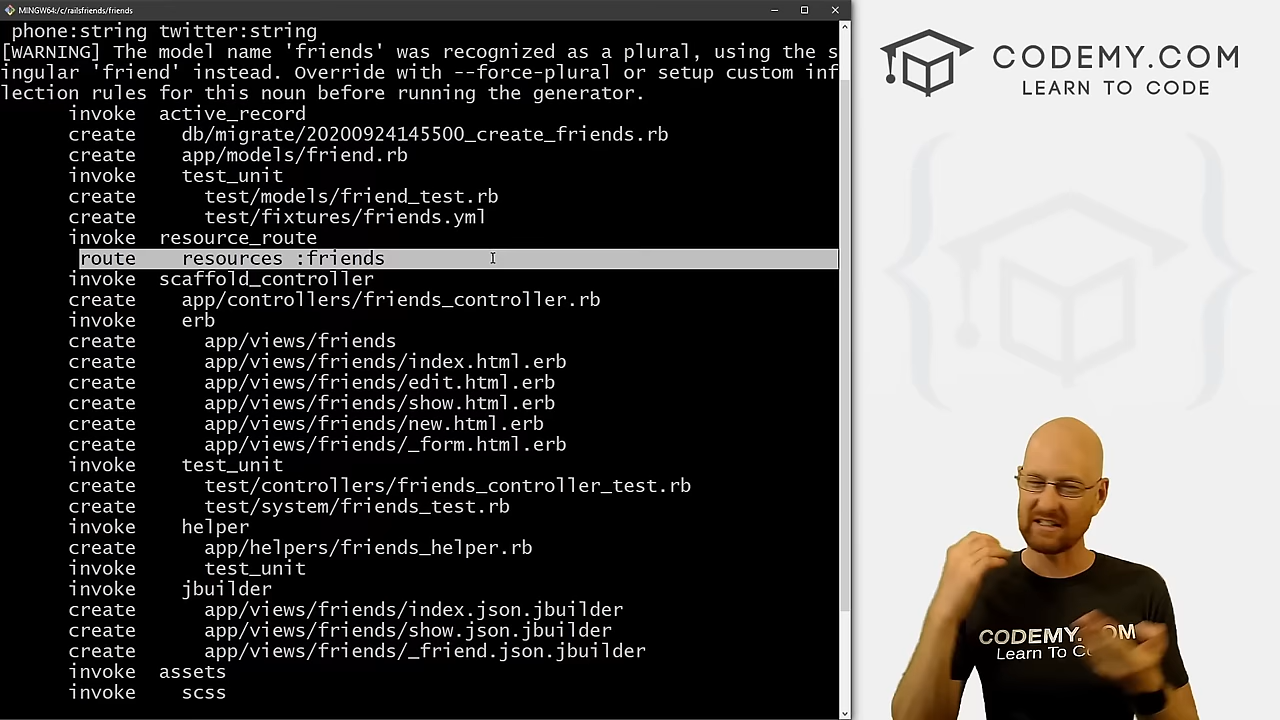 MINGW64:/c/railsfriends/friends
phone:string twitter:string
[WARNING] The model name 'friends' was recognized as a plural, using the s
ingular 'friend' instead. Override with --force-plural or setup custom inf
lection rules for this noun before running the generator.
invoke active_record
create db/migrate/20200924145500_create_friends.rb
create app/models/friend.rb
invoke test_unit
create test/models/friend_test.rb
create test/fixtures/friends.yml
invoke resource_route
route resources :friends
invoke scaffold_controller
create app/controllers/friends_controller.rb
invoke erb
create app/views/friends
create app/views/friends/index.html.erb
create app/views/friends/edit.html.erb
create app/views/friends/show.html.erb
create app/views/friends/new.html.erb
create app/views/friends/_form.html.erb
invoke test_unit
create test/controllers/friends_controller_test.rb
create test/system/friends_test.rb
invoke helper
create app/helpers/friends_helper.rb
invoke test_unit
invoke jbuilder
create app/views/friends/index.json.jbuilder
create app/views/friends/show.json.jbuilder
create app/views/friends/_friend.json.jbuilder
invoke assets
invoke scss
CODEMY.COM
LEARN TO CODE
CODEMY.COM
Learn To